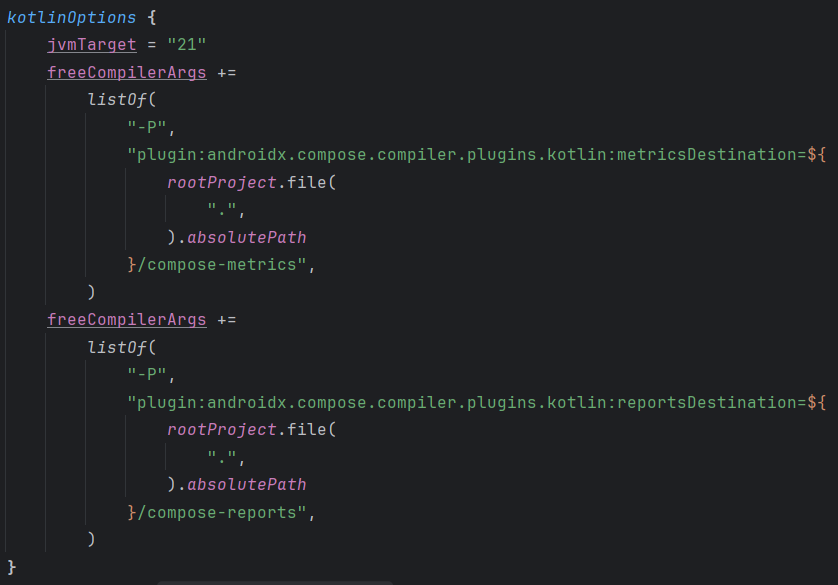 kotlinOptions {
    jvmTarget = "21"
    freeCompilerArgs +=
        listOf(
            "-P",
            "plugin:androidx.compose.compiler.plugins.kotlin:metricsDestination=${
                rootProject.file(
                    ".",
                ).absolutePath
            }/compose-metrics",
        )
    freeCompilerArgs +=
        listOf(
            "-P",
            "plugin:androidx.compose.compiler.plugins.kotlin:reportsDestination=${
                rootProject.file(
                    ".",
                ).absolutePath
            }/compose-reports",
        )
}